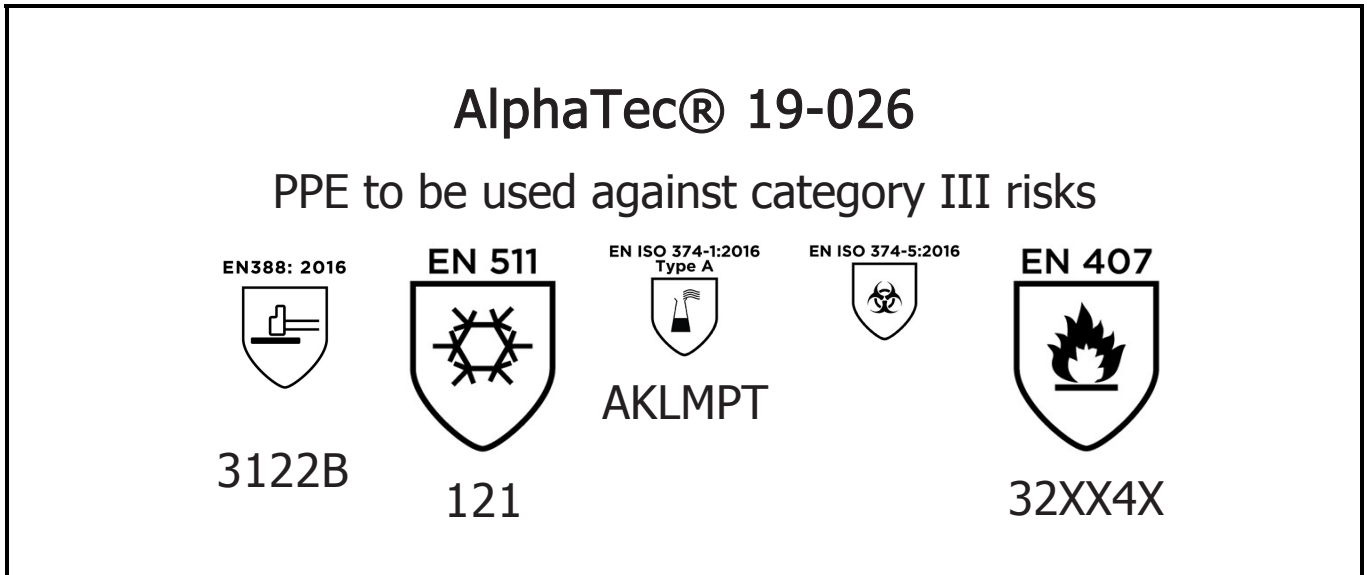 AlphaTec® 19-026
PPE to be used against category III risks
EN388: 2016
3122B
EN 511
121
EN ISO 374-1:2016
Type A
AKLMPT
EN ISO 374-5:2016
EN 407
32XX4X